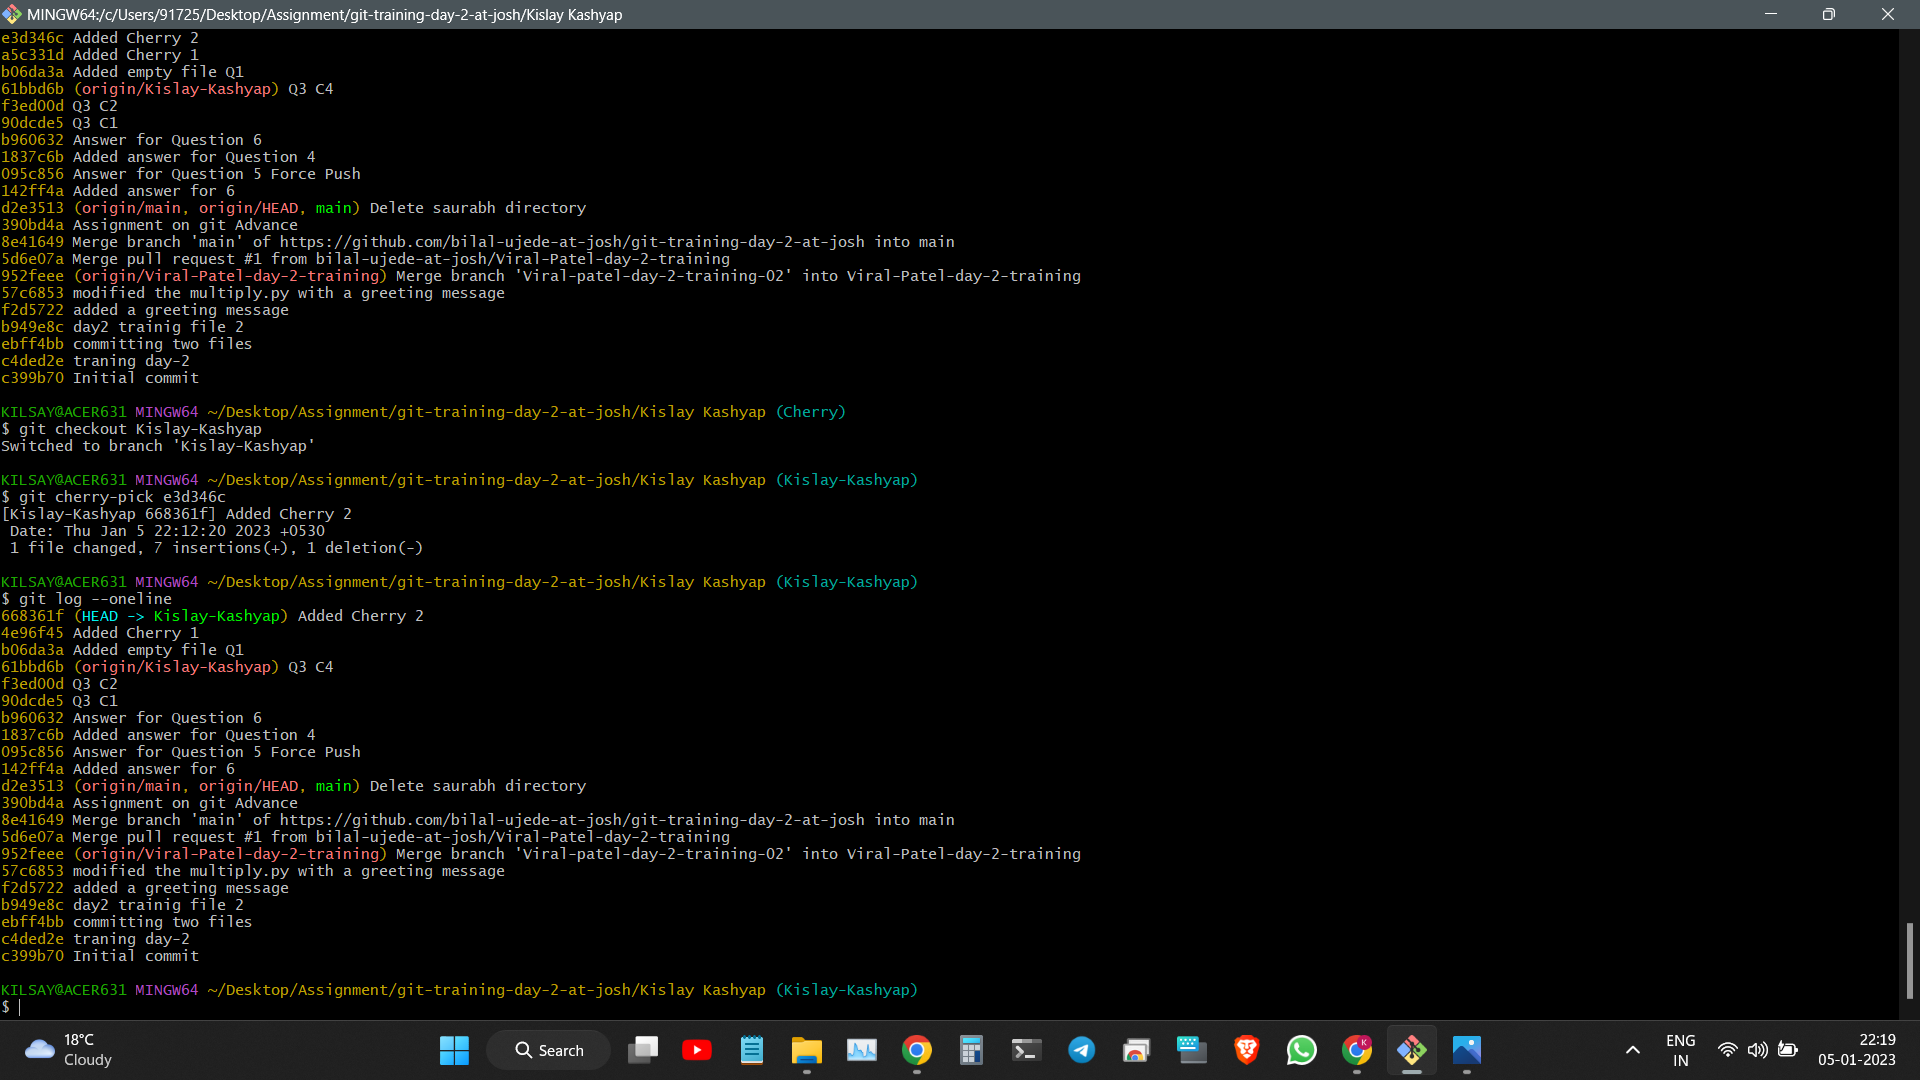 MINGW64:/c/Users/91725/Desktop/Assignment/git-training-day-2-at-josh/Kislay Kashyap
e3d346c Added Cherry 2
a5c331d Added Cherry 1
b06da3a Added empty file Q1
61bbd6b (origin/Kislay-Kashyap) Q3 C4
f3ed00d Q3 C2
90dcde5 Q3 C1
b960632 Answer for Question 6
1837c6b Added answer for Question 4
095c856 Answer for Question 5 Force Push
142ff4a Added answer for 6
d2e3513 (origin/main, origin/HEAD, main) Delete saurabh directory
390bd4a Assignment on git Advance
8e41649 Merge branch 'main' of https://github.com/bilal-ujede-at-josh/git-training-day-2-at-josh into main
5d6e07a Merge pull request #1 from bilal-ujede-at-josh/Viral-Patel-day-2-training
952feee (origin/Viral-Patel-day-2-training) Merge branch 'Viral-patel-day-2-training-02' into Viral-Patel-day-2-training
57c6853 modified the multiply.py with a greeting message
f2d5722 added a greeting message
b949e8c day2 trainig file 2
ebff4bb committing two files
c4ded2e traning day-2
c399b70 Initial commit
KILSAY@ACER631 MINGW64 ~/Desktop/Assignment/git-training-day-2-at-josh/Kislay Kashyap (Cherry)
$ git checkout Kislay-Kashyap
Switched to branch 'Kislay-Kashyap'
KILSAY@ACER631 MINGW64 ~/Desktop/Assignment/git-training-day-2-at-josh/Kislay Kashyap (Kislay-Kashyap)
$ git cherry-pick e3d346c
[Kislay-Kashyap 668361f] Added Cherry 2
Date: Thu Jan 5 22:12:20 2023 +0530
1 file changed, 7 insertions(+), 1 deletion(-)
KILSAY@ACER631 MINGW64 ~/Desktop/Assignment/git-training-day-2-at-josh/Kislay Kashyap (Kislay-Kashyap)
$ git log --oneline
668361f (HEAD -> Kislay-Kashyap) Added Cherry 2
4e96f45 Added Cherry 1
b06da3a Added empty file Q1
61bbd6b (origin/Kislay-Kashyap) Q3 C4
f3ed00d Q3 C2
90dcde5 Q3 C1
b960632 Answer for Question 6
1837c6b Added answer for Question 4
095c856 Answer for Question 5 Force Push
142ff4a Added answer for 6
d2e3513 (origin/main, origin/HEAD, main) Delete saurabh directory
390bd4a Assignment on git Advance
8e41649 Merge branch 'main' of https://github.com/bilal-ujede-at-josh/git-training-day-2-at-josh into main
5d6e07a Merge pull request #1 from bilal-ujede-at-josh/Viral-Patel-day-2-training
952feee (origin/Viral-Patel-day-2-training) Merge branch 'Viral-patel-day-2-training-02' into Viral-Patel-day-2-training
57c6853 modified the multiply.py with a greeting message
f2d5722 added a greeting message
b949e8c day2 trainig file 2
ebff4bb committing two files
c4ded2e traning day-2
c399b70 Initial commit
KILSAY@ACER631 MINGW64 ~/Desktop/Assignment/git-training-day-2-at-josh/Kislay Kashyap (Kislay-Kashyap)
$
18°C
Cloudy
Search
K
ENG
IN
22:19
05-01-2023